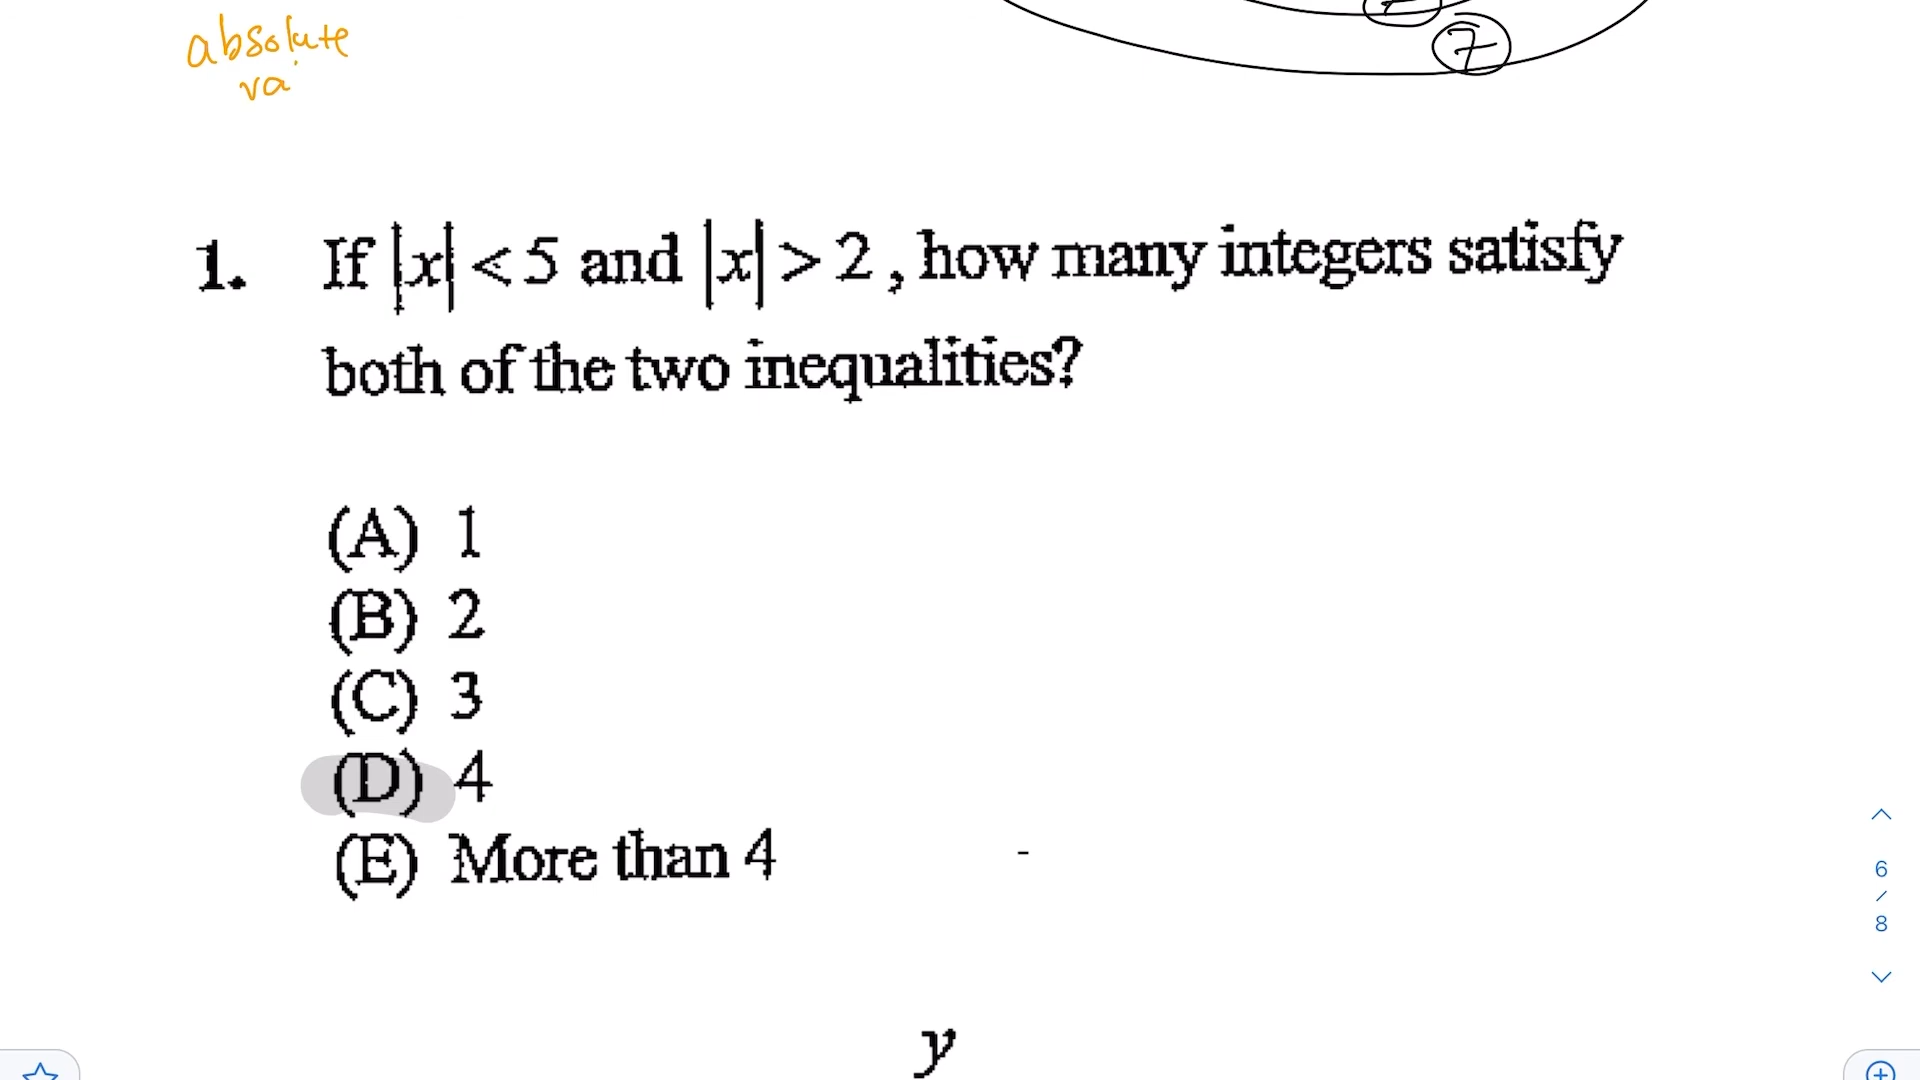 absolute
va
7
1. If |x| < 5 and |x| > 2, how many integers satisfy
both of the two inequalities?
(A) 1
(B) 2
(C) 3
(D) 4
(E) More than 4
-
6
/
8
y